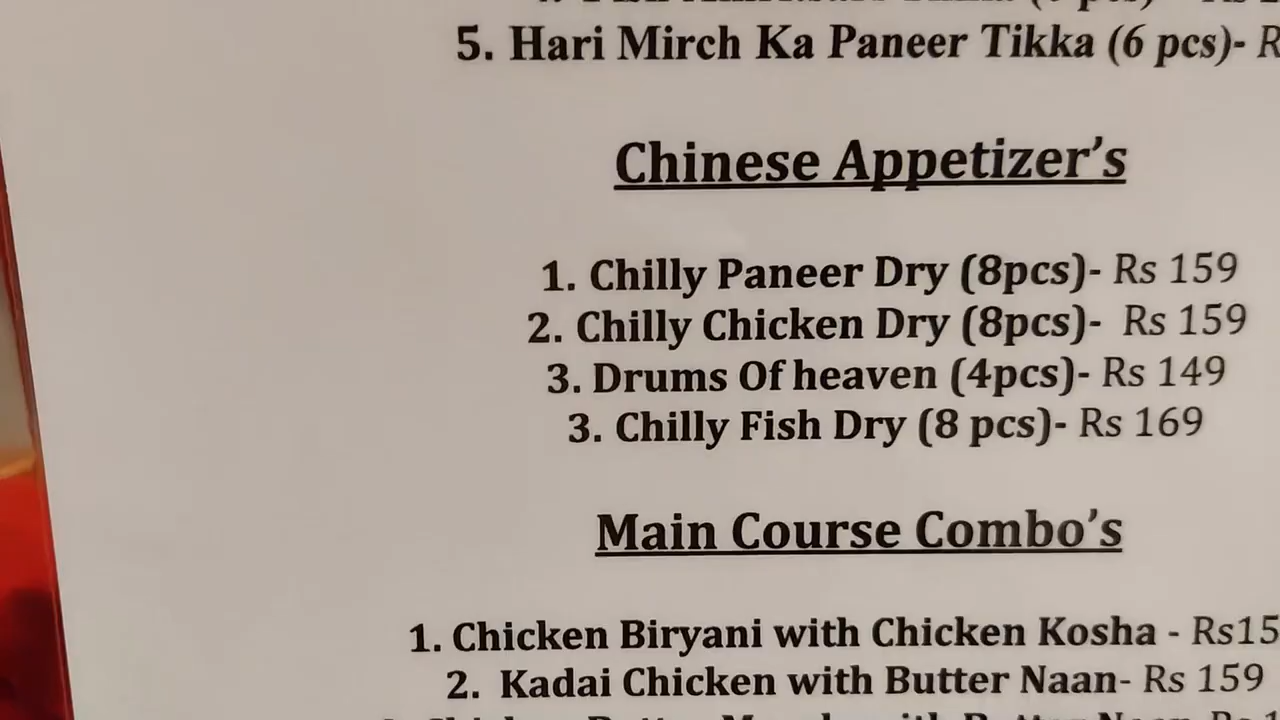 5. Hari Mirch Ka Paneer Tikka (6 pcs)-
Chinese Appetizer's
1. Chilly Paneer Dry (8pcs)- Rs 159
2. Chilly Chicken Dry (8pcs)- Rs 159
3. Drums Of heaven (4pcs)- Rs 149
3. Chilly Fish Dry (8 pcs)- Rs 169
Main Course Combo's
1. Chicken Biryani with Chicken Kosha - Rs15
2. Kadai Chicken with Butter Naan- Rs 159